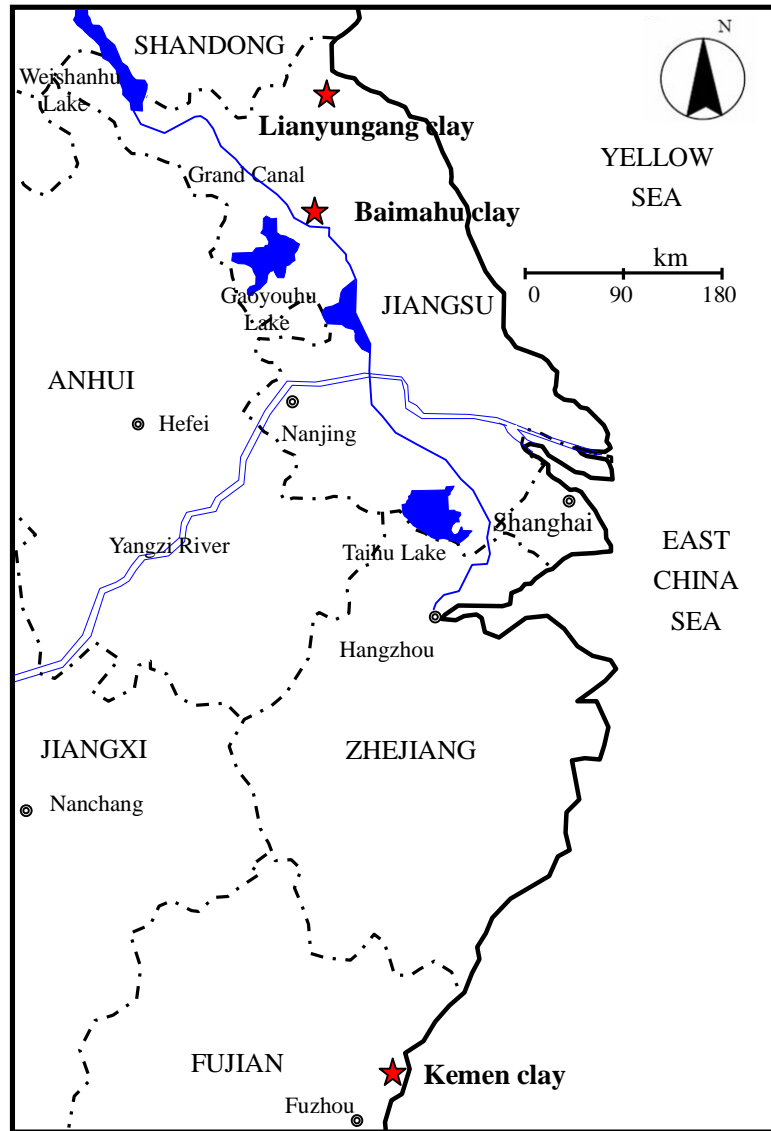 SHANDONG
N
Weishanhu
Lake
Lianyungang clay
YELLOW
SEA
Grand Canal
Baimahu clay
km
0 90 180
Gaoyouhu
Lake
JIANGSU
ANHUI
Hefei
Nanjing
Shanghai
Yangzi River
Taihu Lake
EAST
CHINA
SEA
Hangzhou
JIANGXI
ZHEJIANG
Nanchang
FUJIAN
Kemen clay
Fuzhou